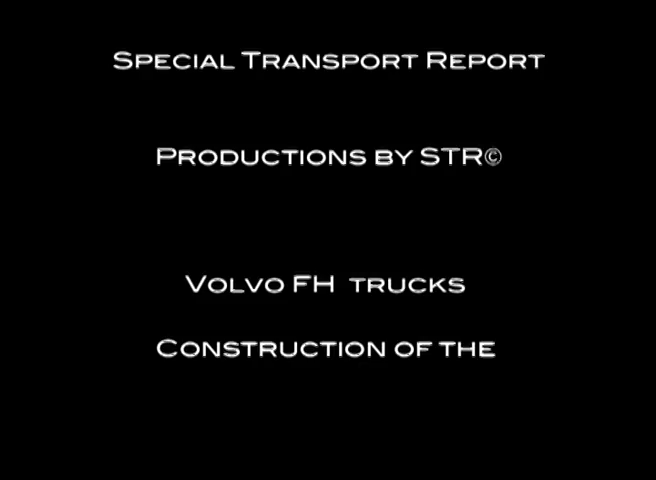 Special Transport Report
Productions by STR©
Volvo FH trucks
Construction of the